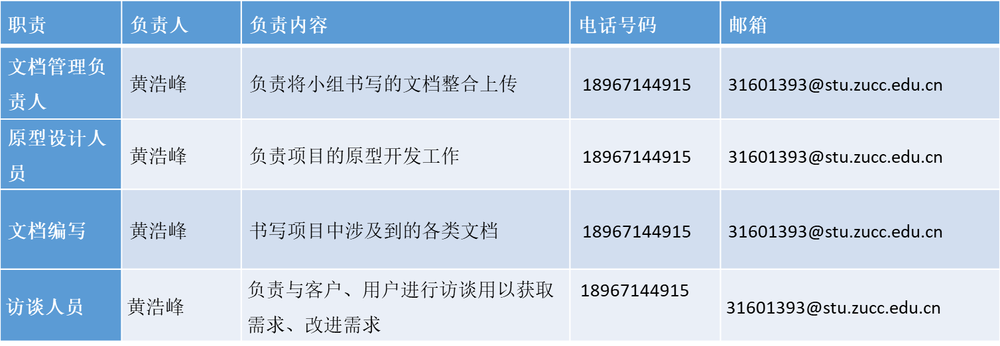 职责 负责人 负责内容 电话号码 邮箱
文档管理负
责人
黄浩峰 负责将小组书写的文档整合上传 18967144915 31601393@stu.zucc.edu.cn
原型设计人
员
黄浩峰 负责项目的原型开发工作 18967144915 31601393@stu.zucc.edu.cn
文档编写 黄浩峰 书写项目中涉及到的各类文档 18967144915 31601393@stu.zucc.edu.cn
访谈人员 黄浩峰
负责与客户、用户进行访谈用以获取
需求、改进需求
18967144915
31601393@stu.zucc.edu.cn